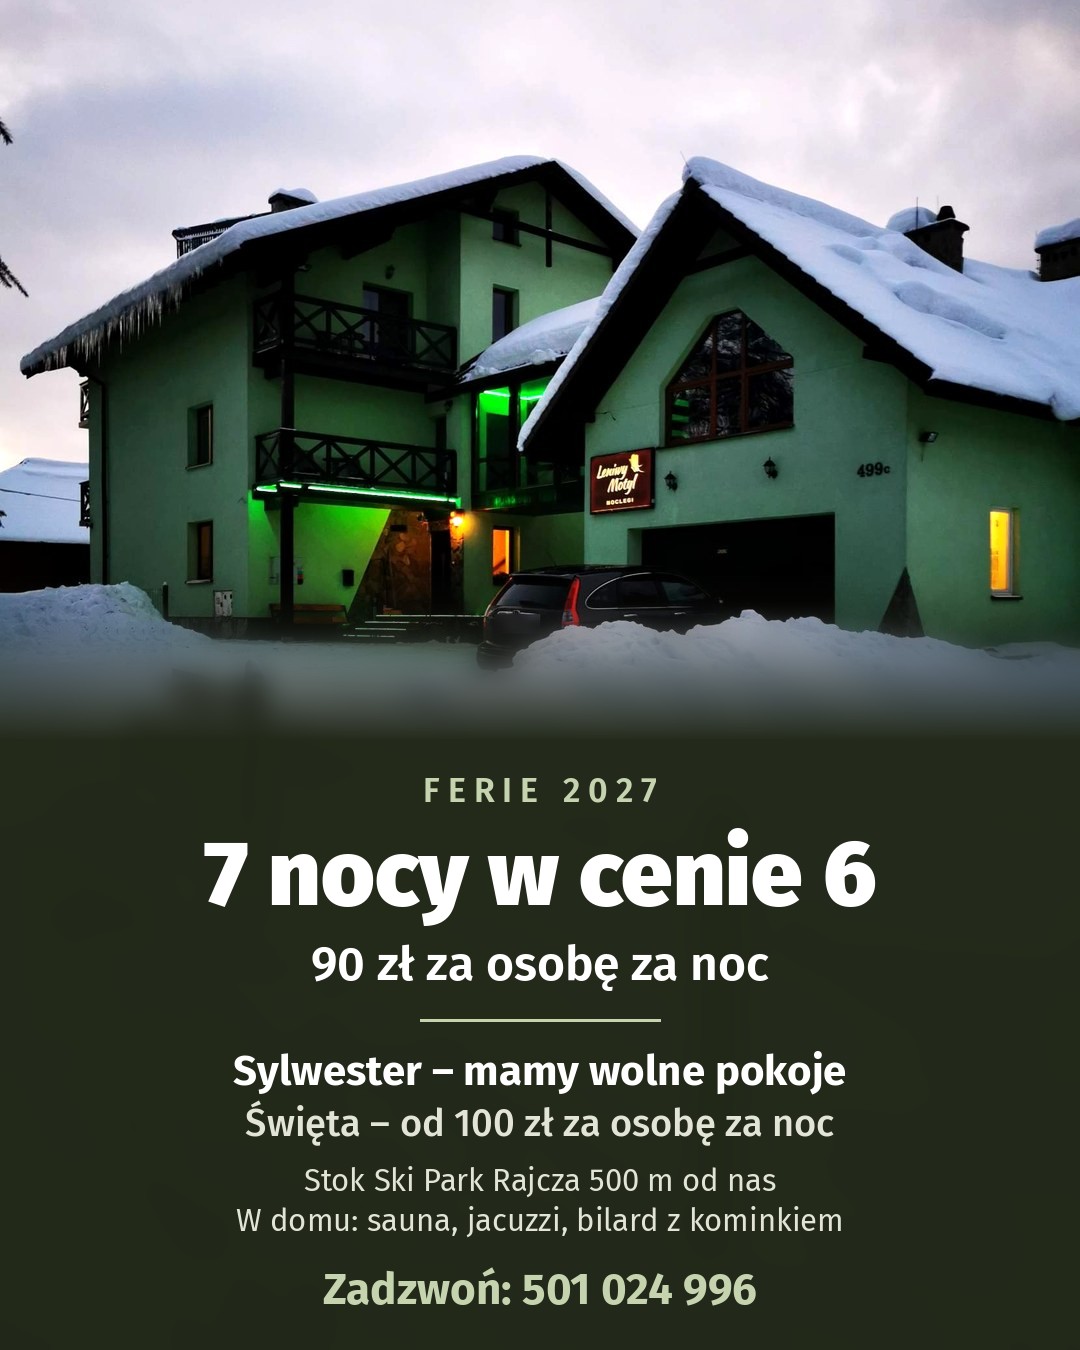 Leniwy
Motyl
NOCLEGI
499c
FERIE 2027
7 nocy w cenie 6
90 zł za osobę za noc
Sylwester – mamy wolne pokoje
Święta – od 100 zł za osobę za noc
Stok Ski Park Rajcza 500 m od nas
W domu: sauna, jacuzzi, bilard z kominkiem
Zadzwoń: 501 024 996